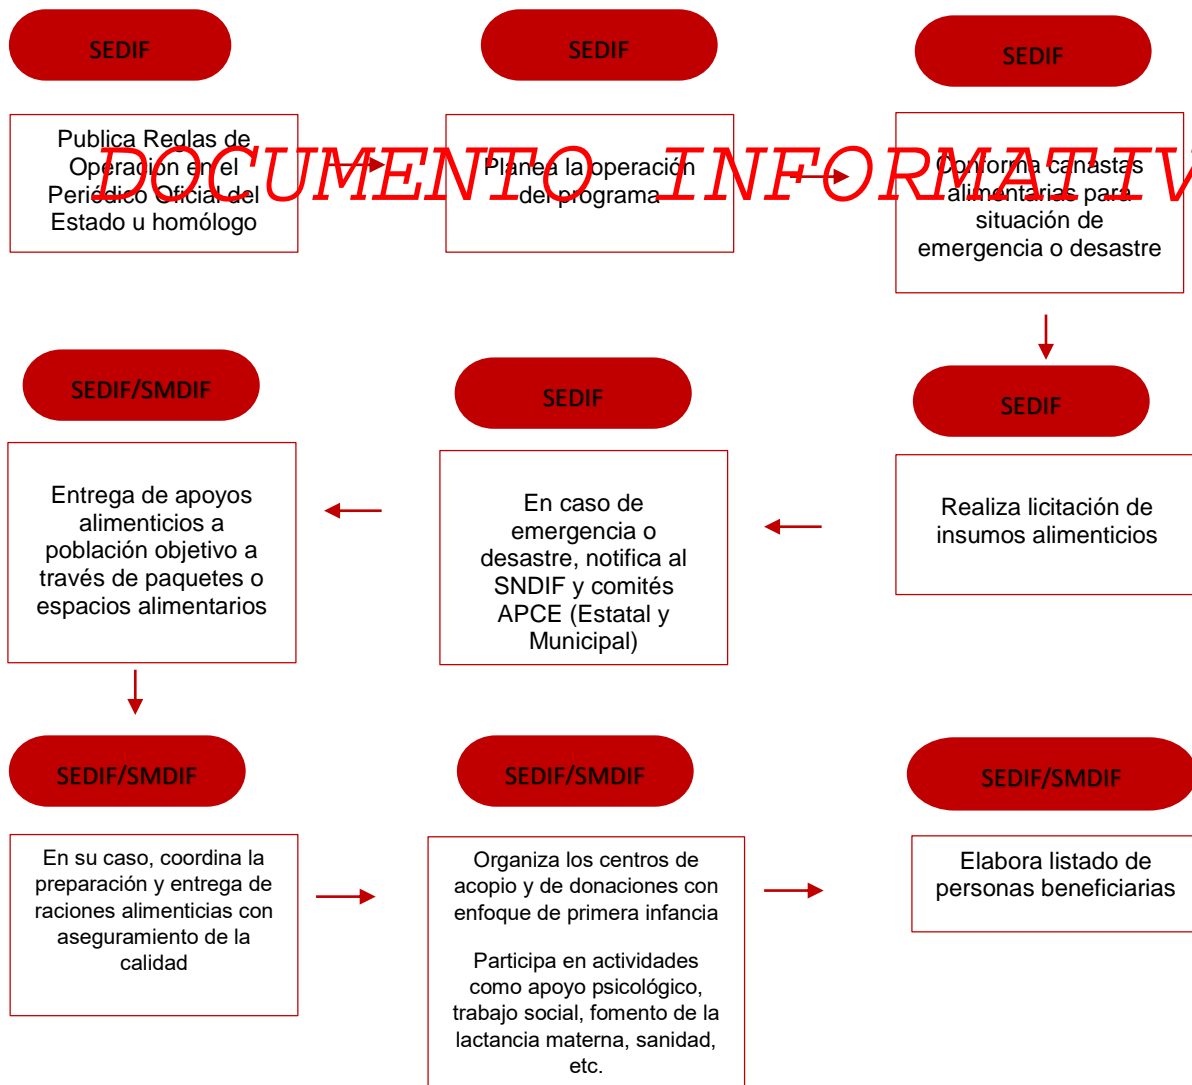 SEDIF
Publica Reglas de
Operación en el
Periódico Oficial del
Estado u homólogo
SEDIF
Planea la operación
del programa
SEDIF
Conforma canastas
alimentarias para
situación de
emergencia o desastre
DOCUMENTO INFORMATIV
SEDIF
Realiza licitación de
insumos alimenticios
SEDIF
En caso de
emergencia o
desastre, notifica al
SNDIF y comités
APCE (Estatal y
Municipal)
SEDIF/SMDIF
Entrega de apoyos
alimenticios a
población objetivo a
través de paquetes o
espacios alimentarios
SEDIF/SMDIF
En su caso, coordina la
preparación y entrega de
raciones alimenticias con
aseguramiento de la
calidad
SEDIF/SMDIF
Organiza los centros de
acopio y de donaciones con
enfoque de primera infancia
Participa en actividades
como apoyo psicológico,
trabajo social, fomento de la
lactancia materna, sanidad,
etc.
SEDIF/SMDIF
Elabora listado de
personas beneficiarias